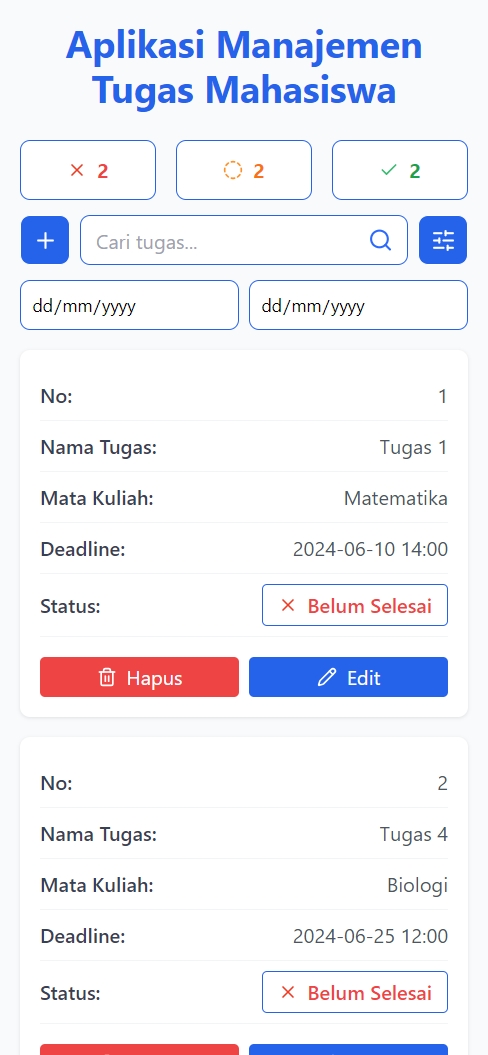 Aplikasi Manajemen
Tugas Mahasiswa
2
2
2
Cari tugas...
dd/mm/yyyy
dd/mm/yyyy
No: 1
Nama Tugas: Tugas 1
Mata Kuliah: Matematika
Deadline: 2024-06-10 14:00
Status: Belum Selesai
Hapus
Edit
No: 2
Nama Tugas: Tugas 4
Mata Kuliah: Biologi
Deadline: 2024-06-25 12:00
Status: Belum Selesai